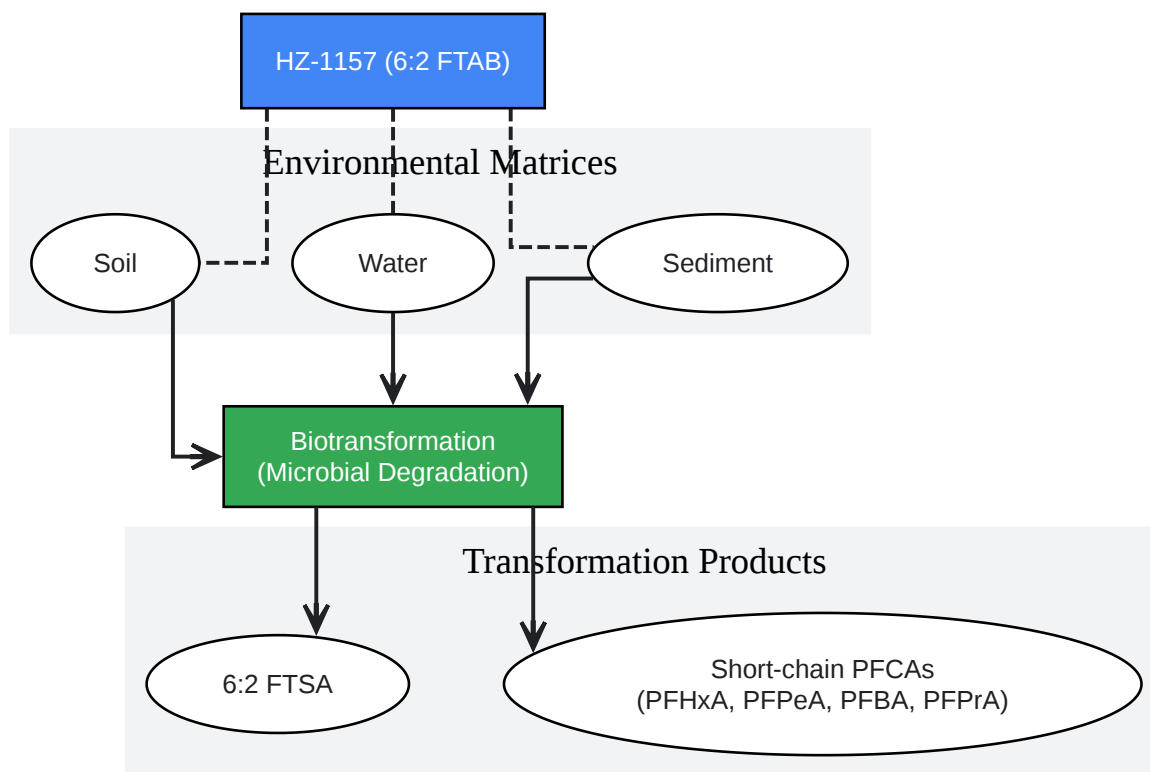 HZ-1157 (6:2 FTAB)
Environmental Matrices
Soil
Water
Sediment
Biotransformation
(Microbial Degradation)
Transformation Products
6:2 FTSA
Short-chain PFCAs
(PFHxA, PFPeA, PFBA, PFPrA)